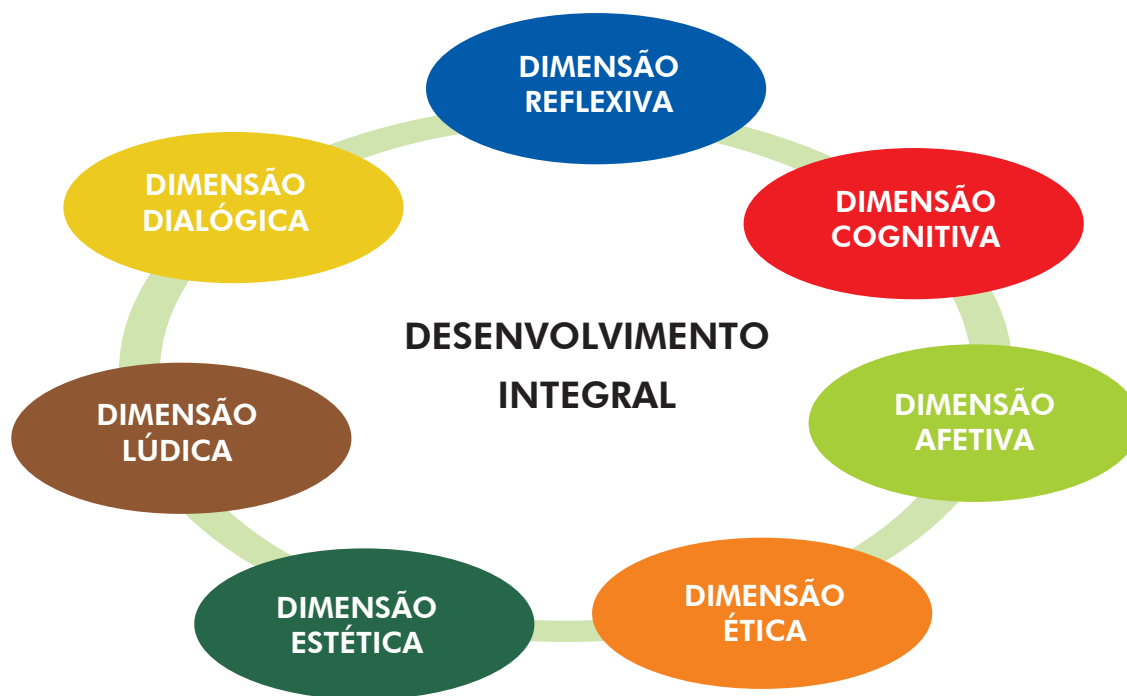 DIMENSÃO
REFLEXIVA
DIMENSÃO
COGNITIVA
DIMENSÃO
AFETIVA
DIMENSÃO
ÉTICA
DIMENSÃO
ESTÉTICA
DIMENSÃO
LÚDICA
DIMENSÃO
DIALÓGICA
DESENVOLVIMENTO
INTEGRAL